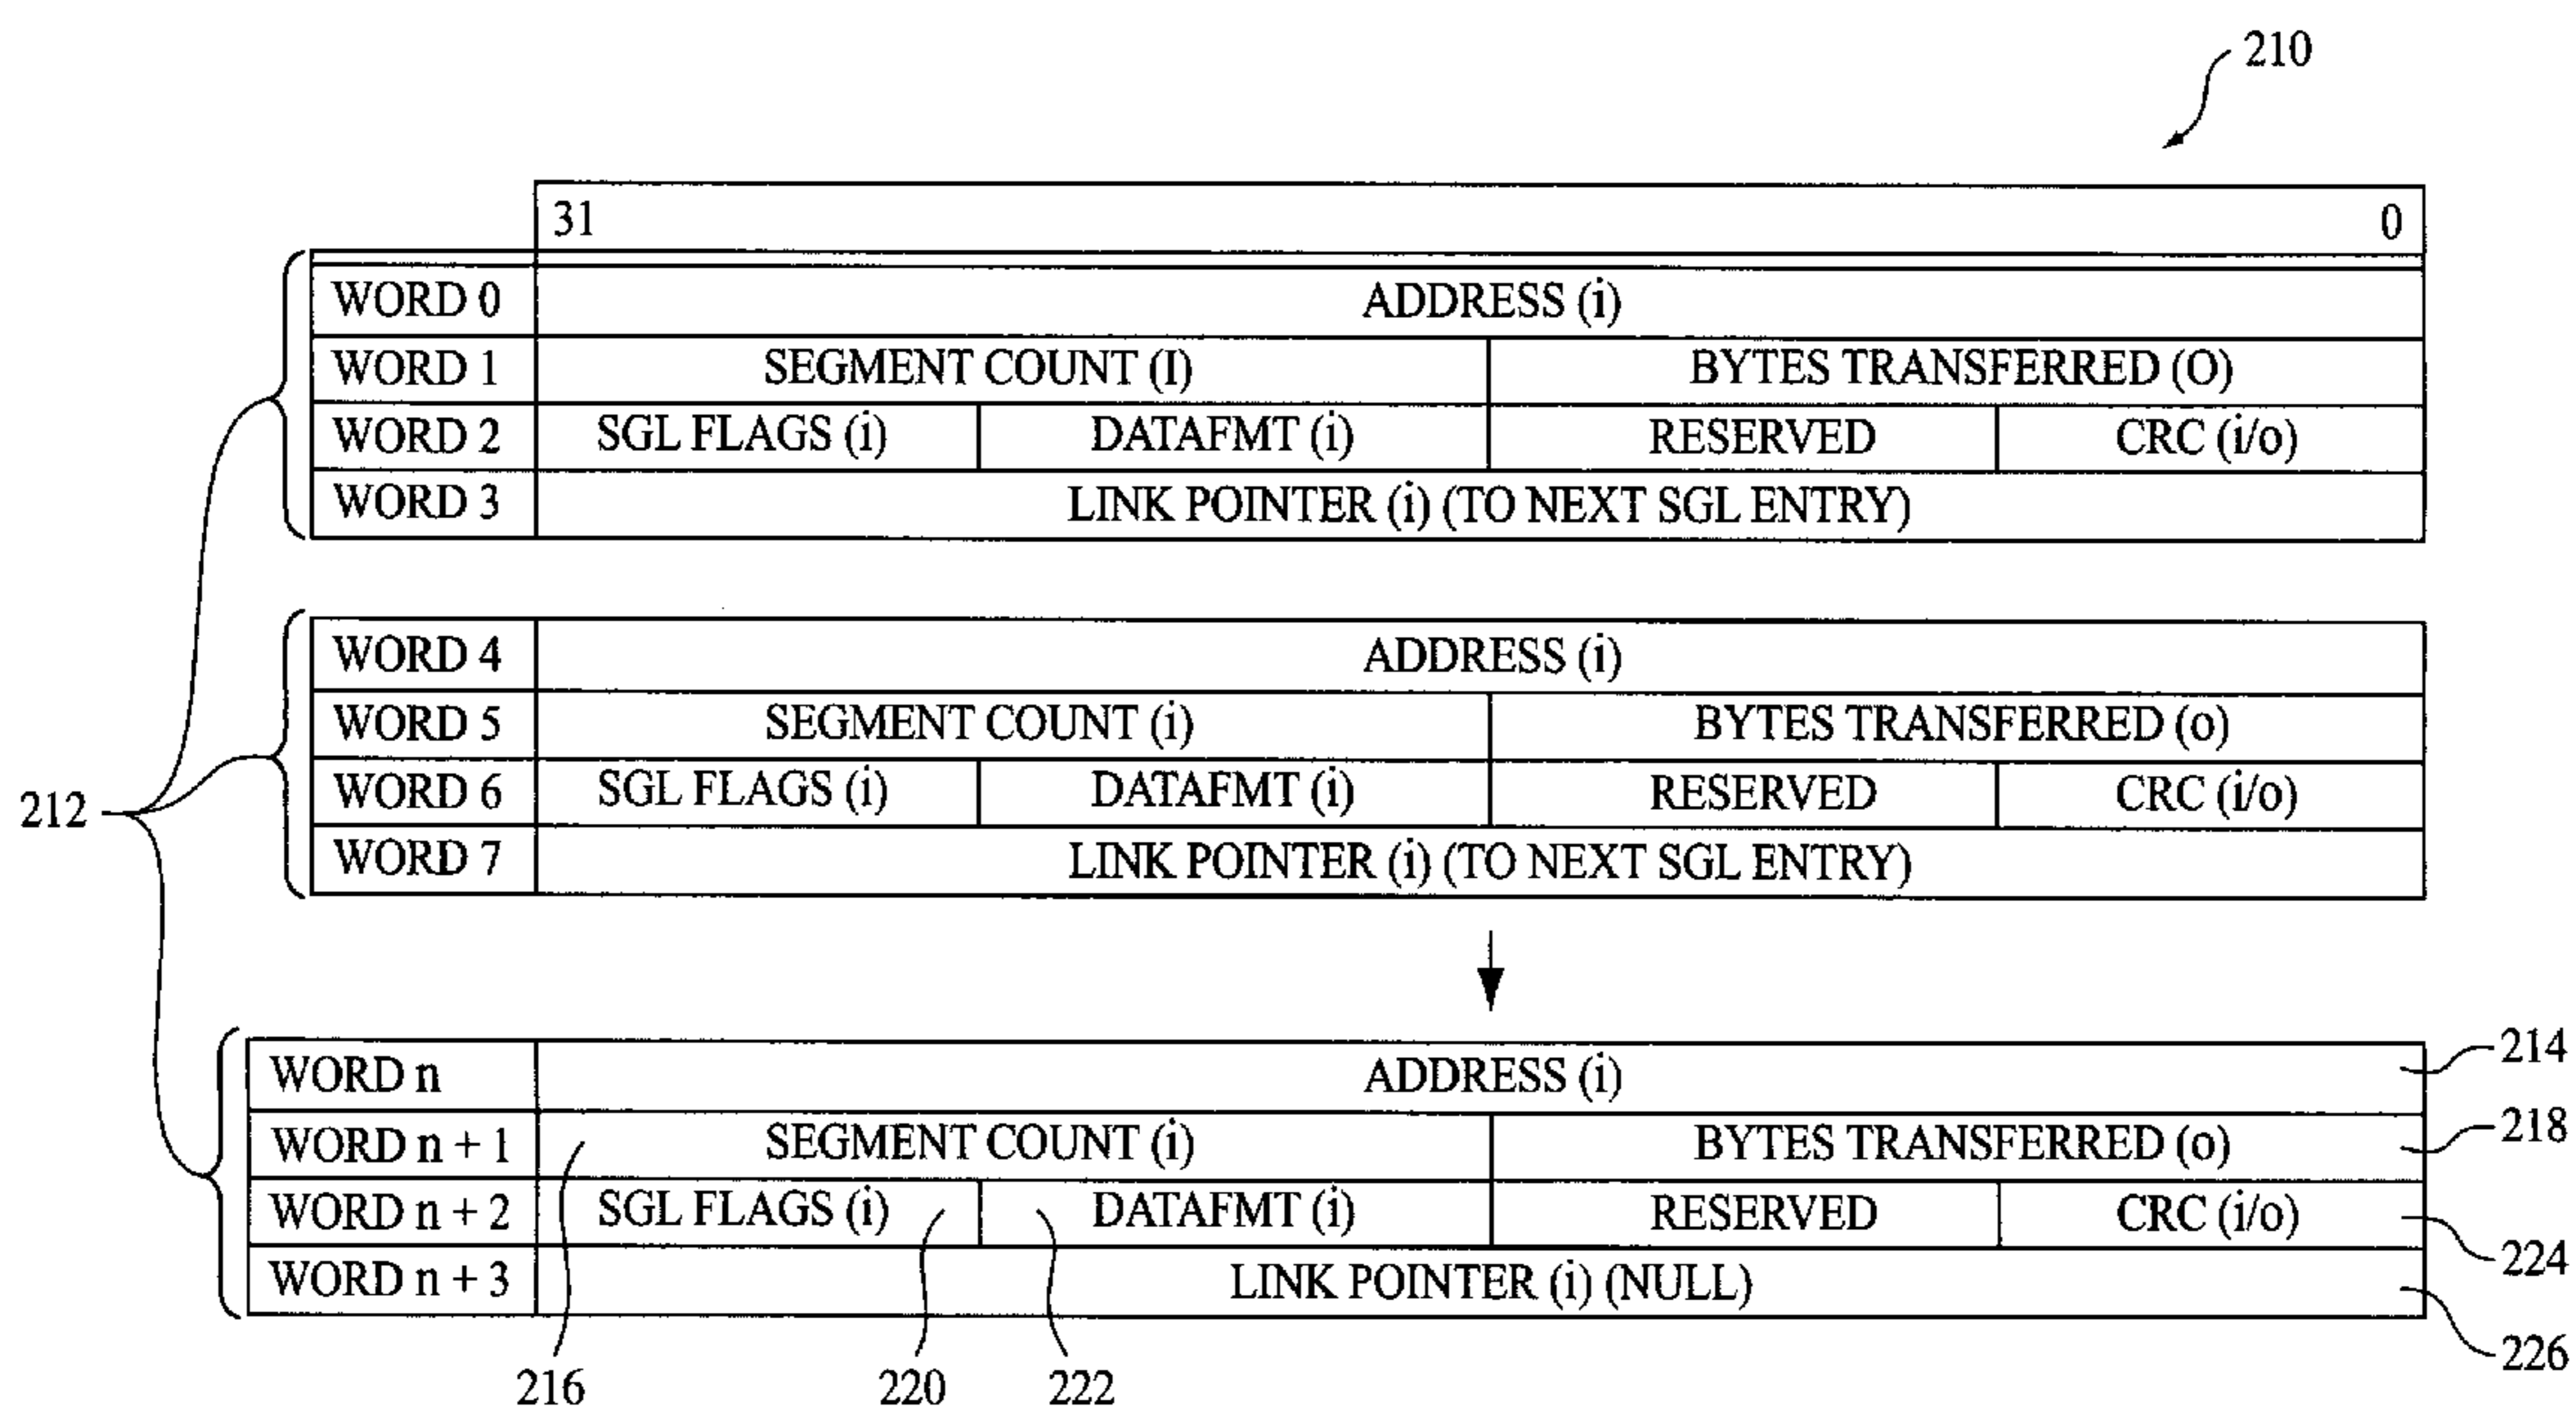 210
31 0
WORD 0 ADDRESS (i)
WORD 1 SEGMENT COUNT (I) BYTES TRANSFERRED (O)
WORD 2 SGL FLAGS (i) DATAFMT (i) RESERVED CRC (i/o)
WORD 3 LINK POINTER (i) (TO NEXT SGL ENTRY)
WORD 4 ADDRESS (i)
WORD 5 SEGMENT COUNT (i) BYTES TRANSFERRED (o)
WORD 6 SGL FLAGS (i) DATAFMT (i) RESERVED CRC (i/o)
212
WORD 7 LINK POINTER (i) (TO NEXT SGL ENTRY)
WORD n ADDRESS (i) 214
WORD n + 1 SEGMENT COUNT (i) BYTES TRANSFERRED (o) 218
WORD n + 2 SGL FLAGS (i) DATAFMT (i) RESERVED CRC (i/o) 224
WORD n + 3 LINK POINTER (i) (NULL) 226
216 220 222